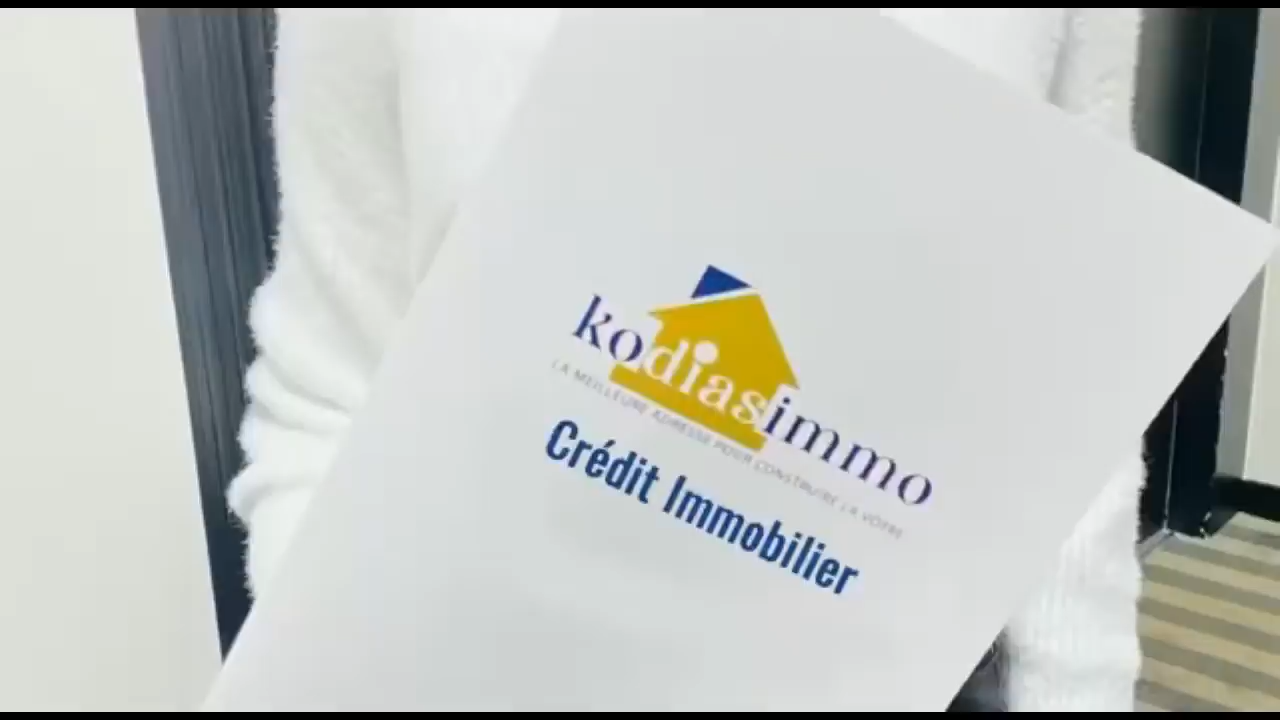 kodiasimmo
LA MEILLEURE ADRESSE POUR CONSTRUIRE LA VÔTRE
Crédit Immobilier